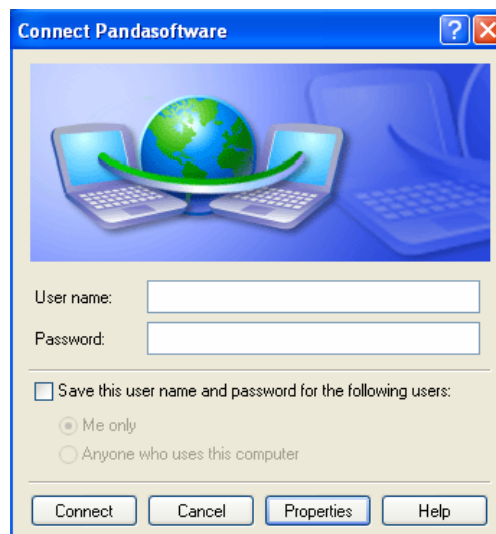 Connect Pandasoftware
User name:
Password:
Save this user name and password for the following users:
Me only
Anyone who uses this computer
Connect Cancel Properties Help